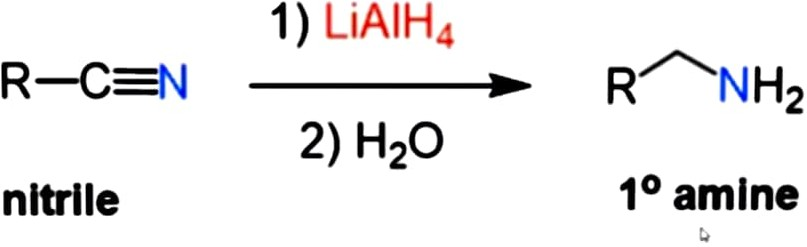 1) LiAlH₄
R—C≡N
R NH₂
2) H₂O
nitrile
1º amine